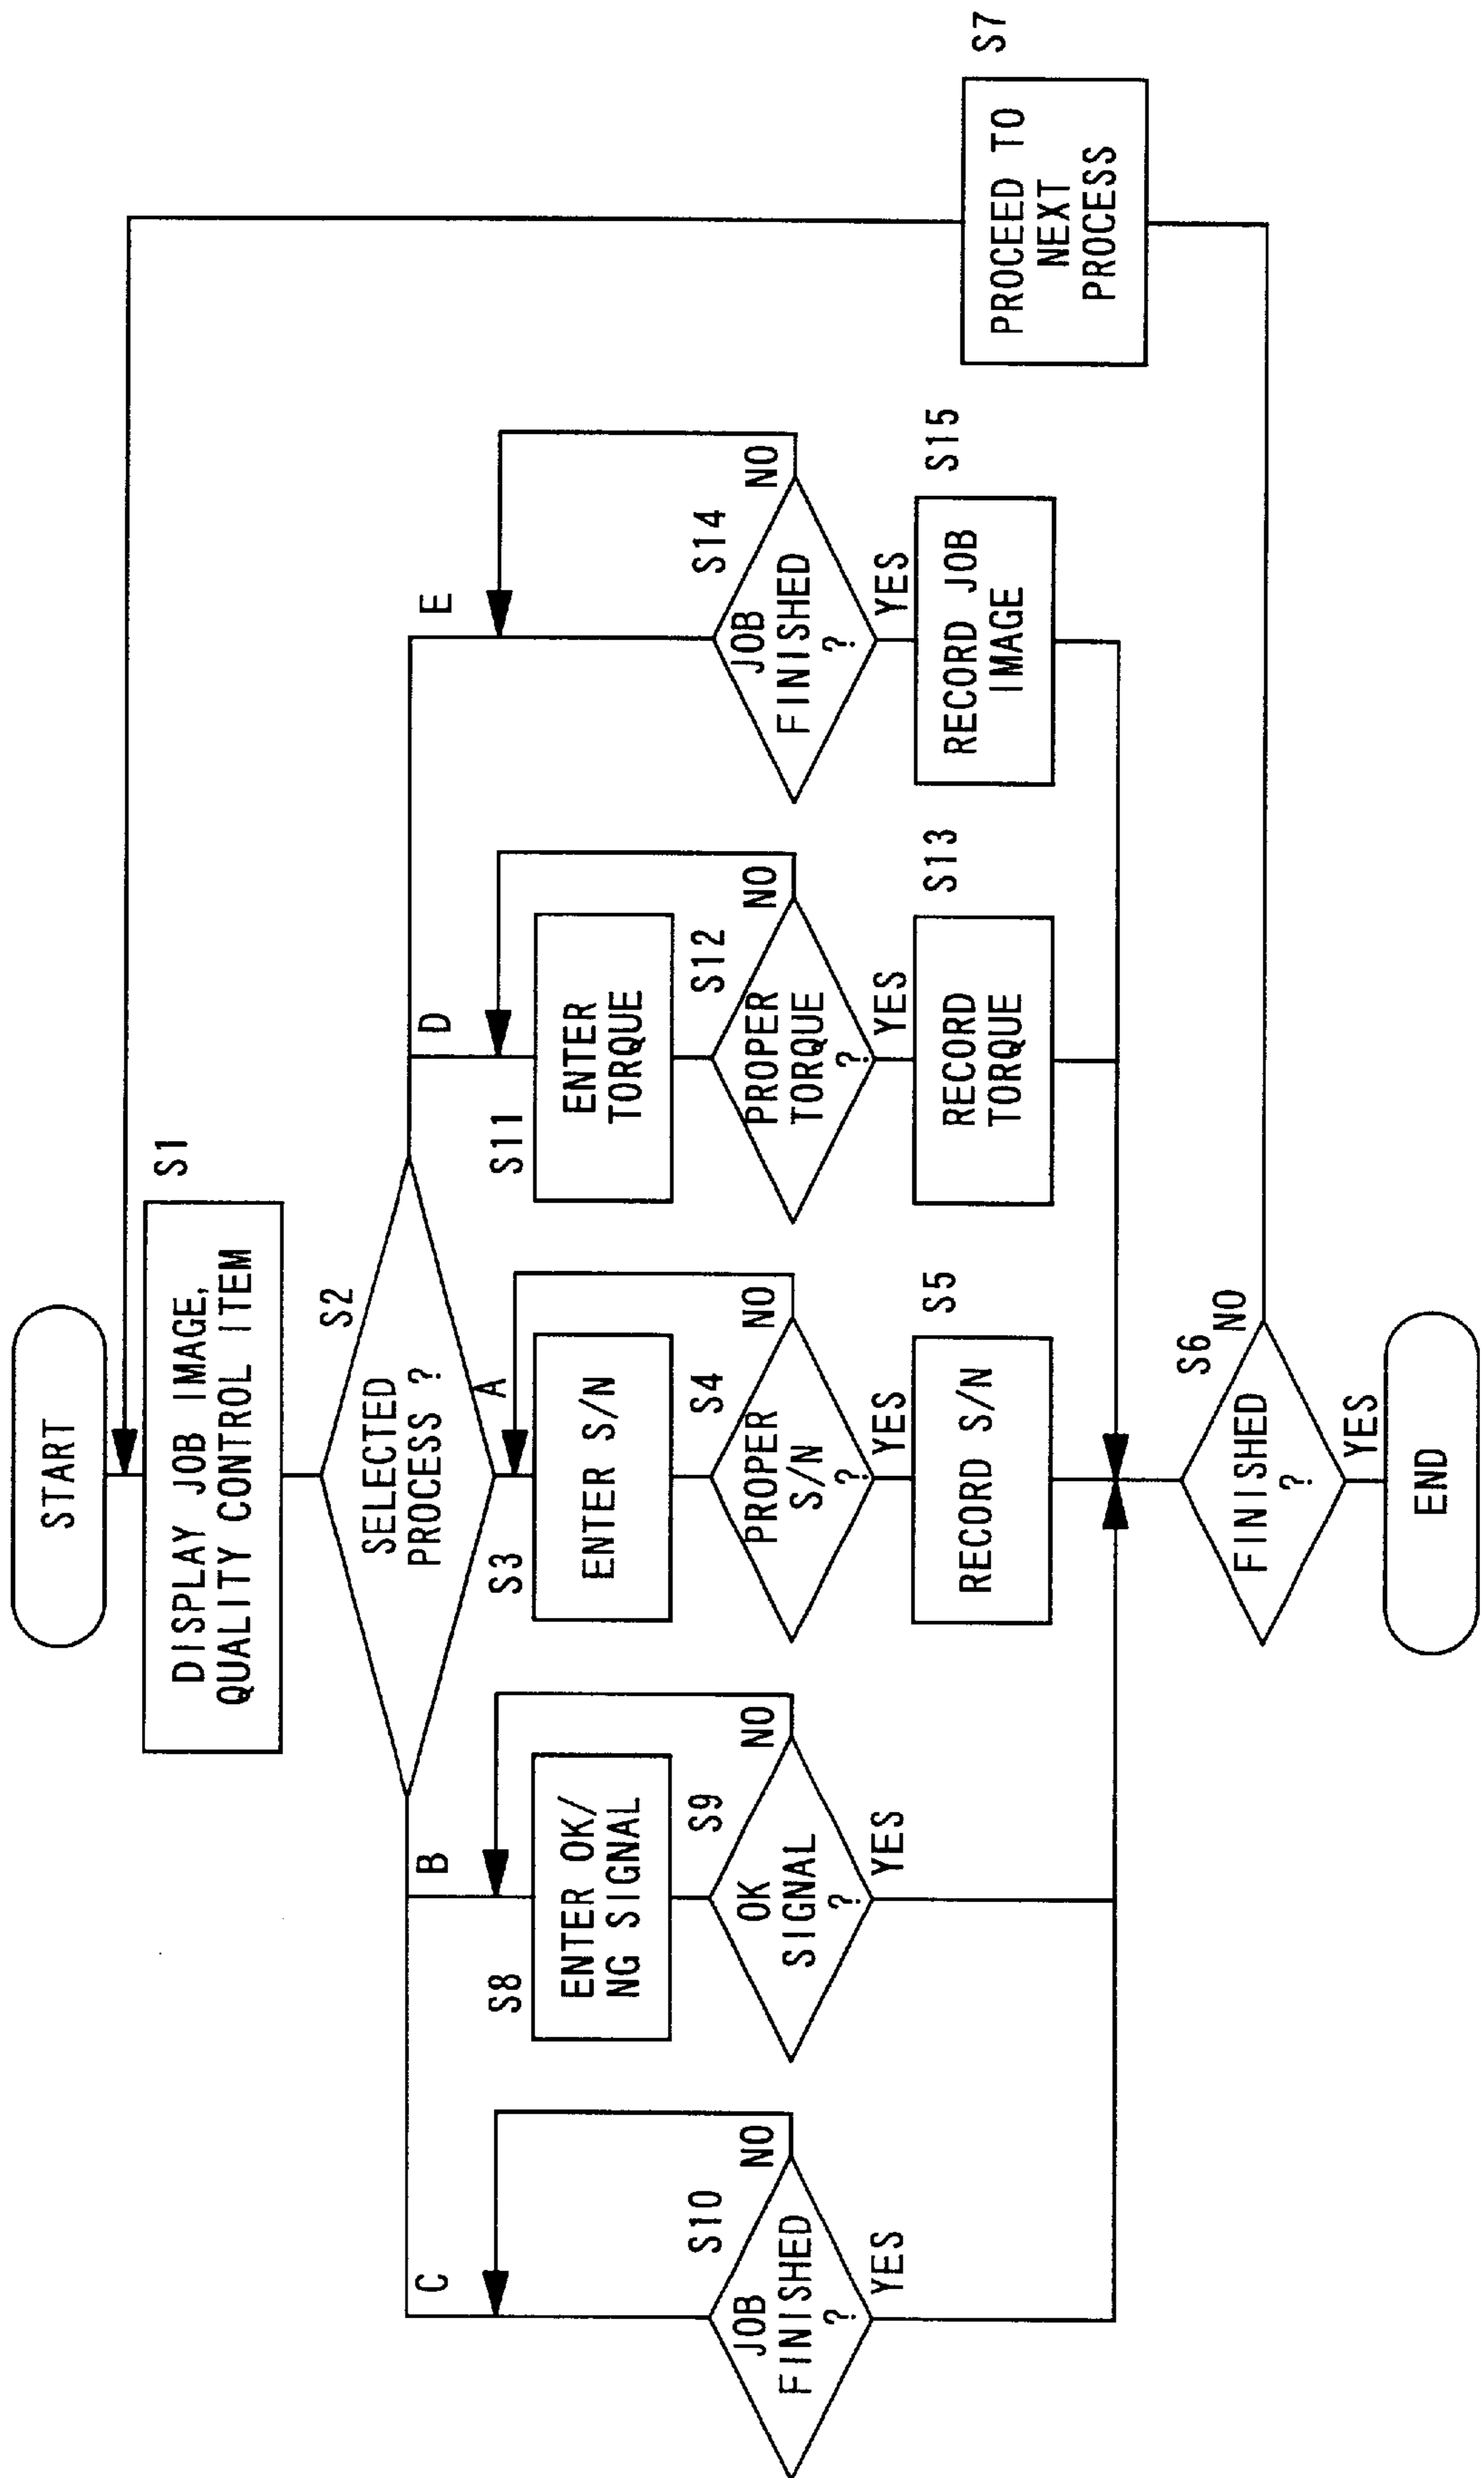 START
S1
DISPLAY JOB IMAGE,
QUALITY CONTROL ITEM
S2
SELECTED
PROCESS ?
C
B
A
D
E
S8
ENTER OK/
NG SIGNAL
S3
ENTER S/N
S11
ENTER
TORQUE
S10
JOB
FINISHED
?
NO
YES
S9
OK
SIGNAL
?
NO
YES
S4
PROPER
S/N
?
NO
YES
S12
PROPER
TORQUE
?
NO
YES
S14
JOB
FINISHED
?
NO
YES
S5
RECORD S/N
S13
RECORD
TORQUE
S15
RECORD JOB
IMAGE
S7
PROCEED TO
NEXT
PROCESS
S6
FINISHED
?
NO
YES
END